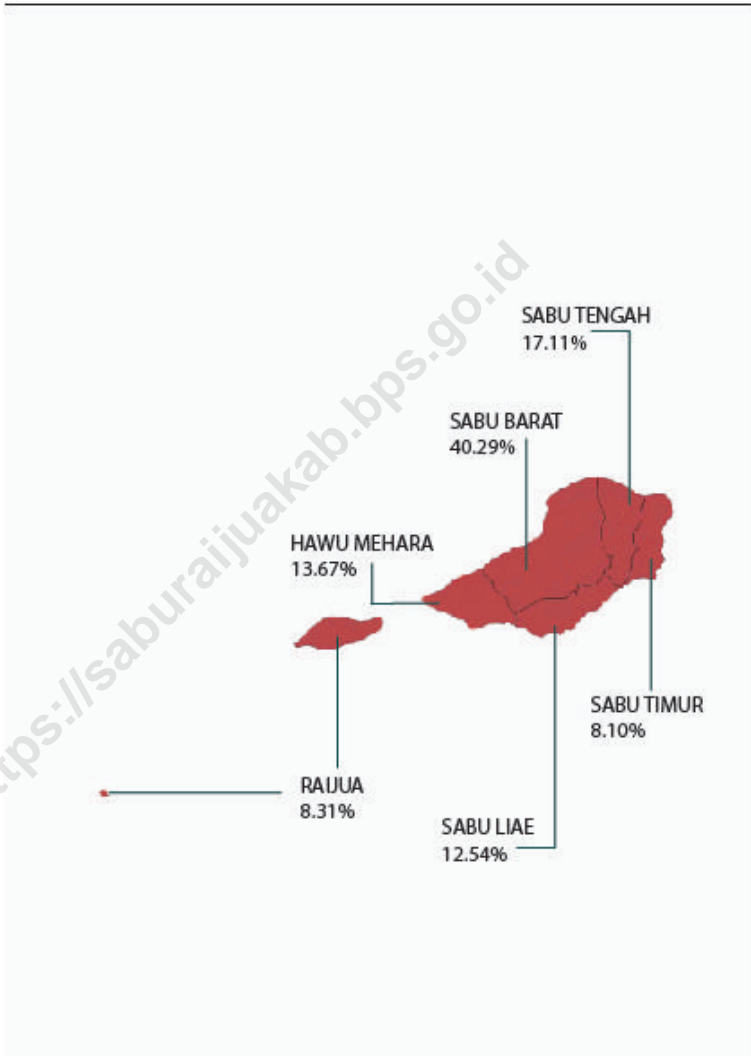 SABU TENGAH
17.11%
SABU BARAT
40.29%
HAWU MEHARA
13.67%
SABU TIMUR
8.10%
RAIJUA
8.31%
SABU LIAE
12.54%
ttps://saburaijuakab.bps.go.id